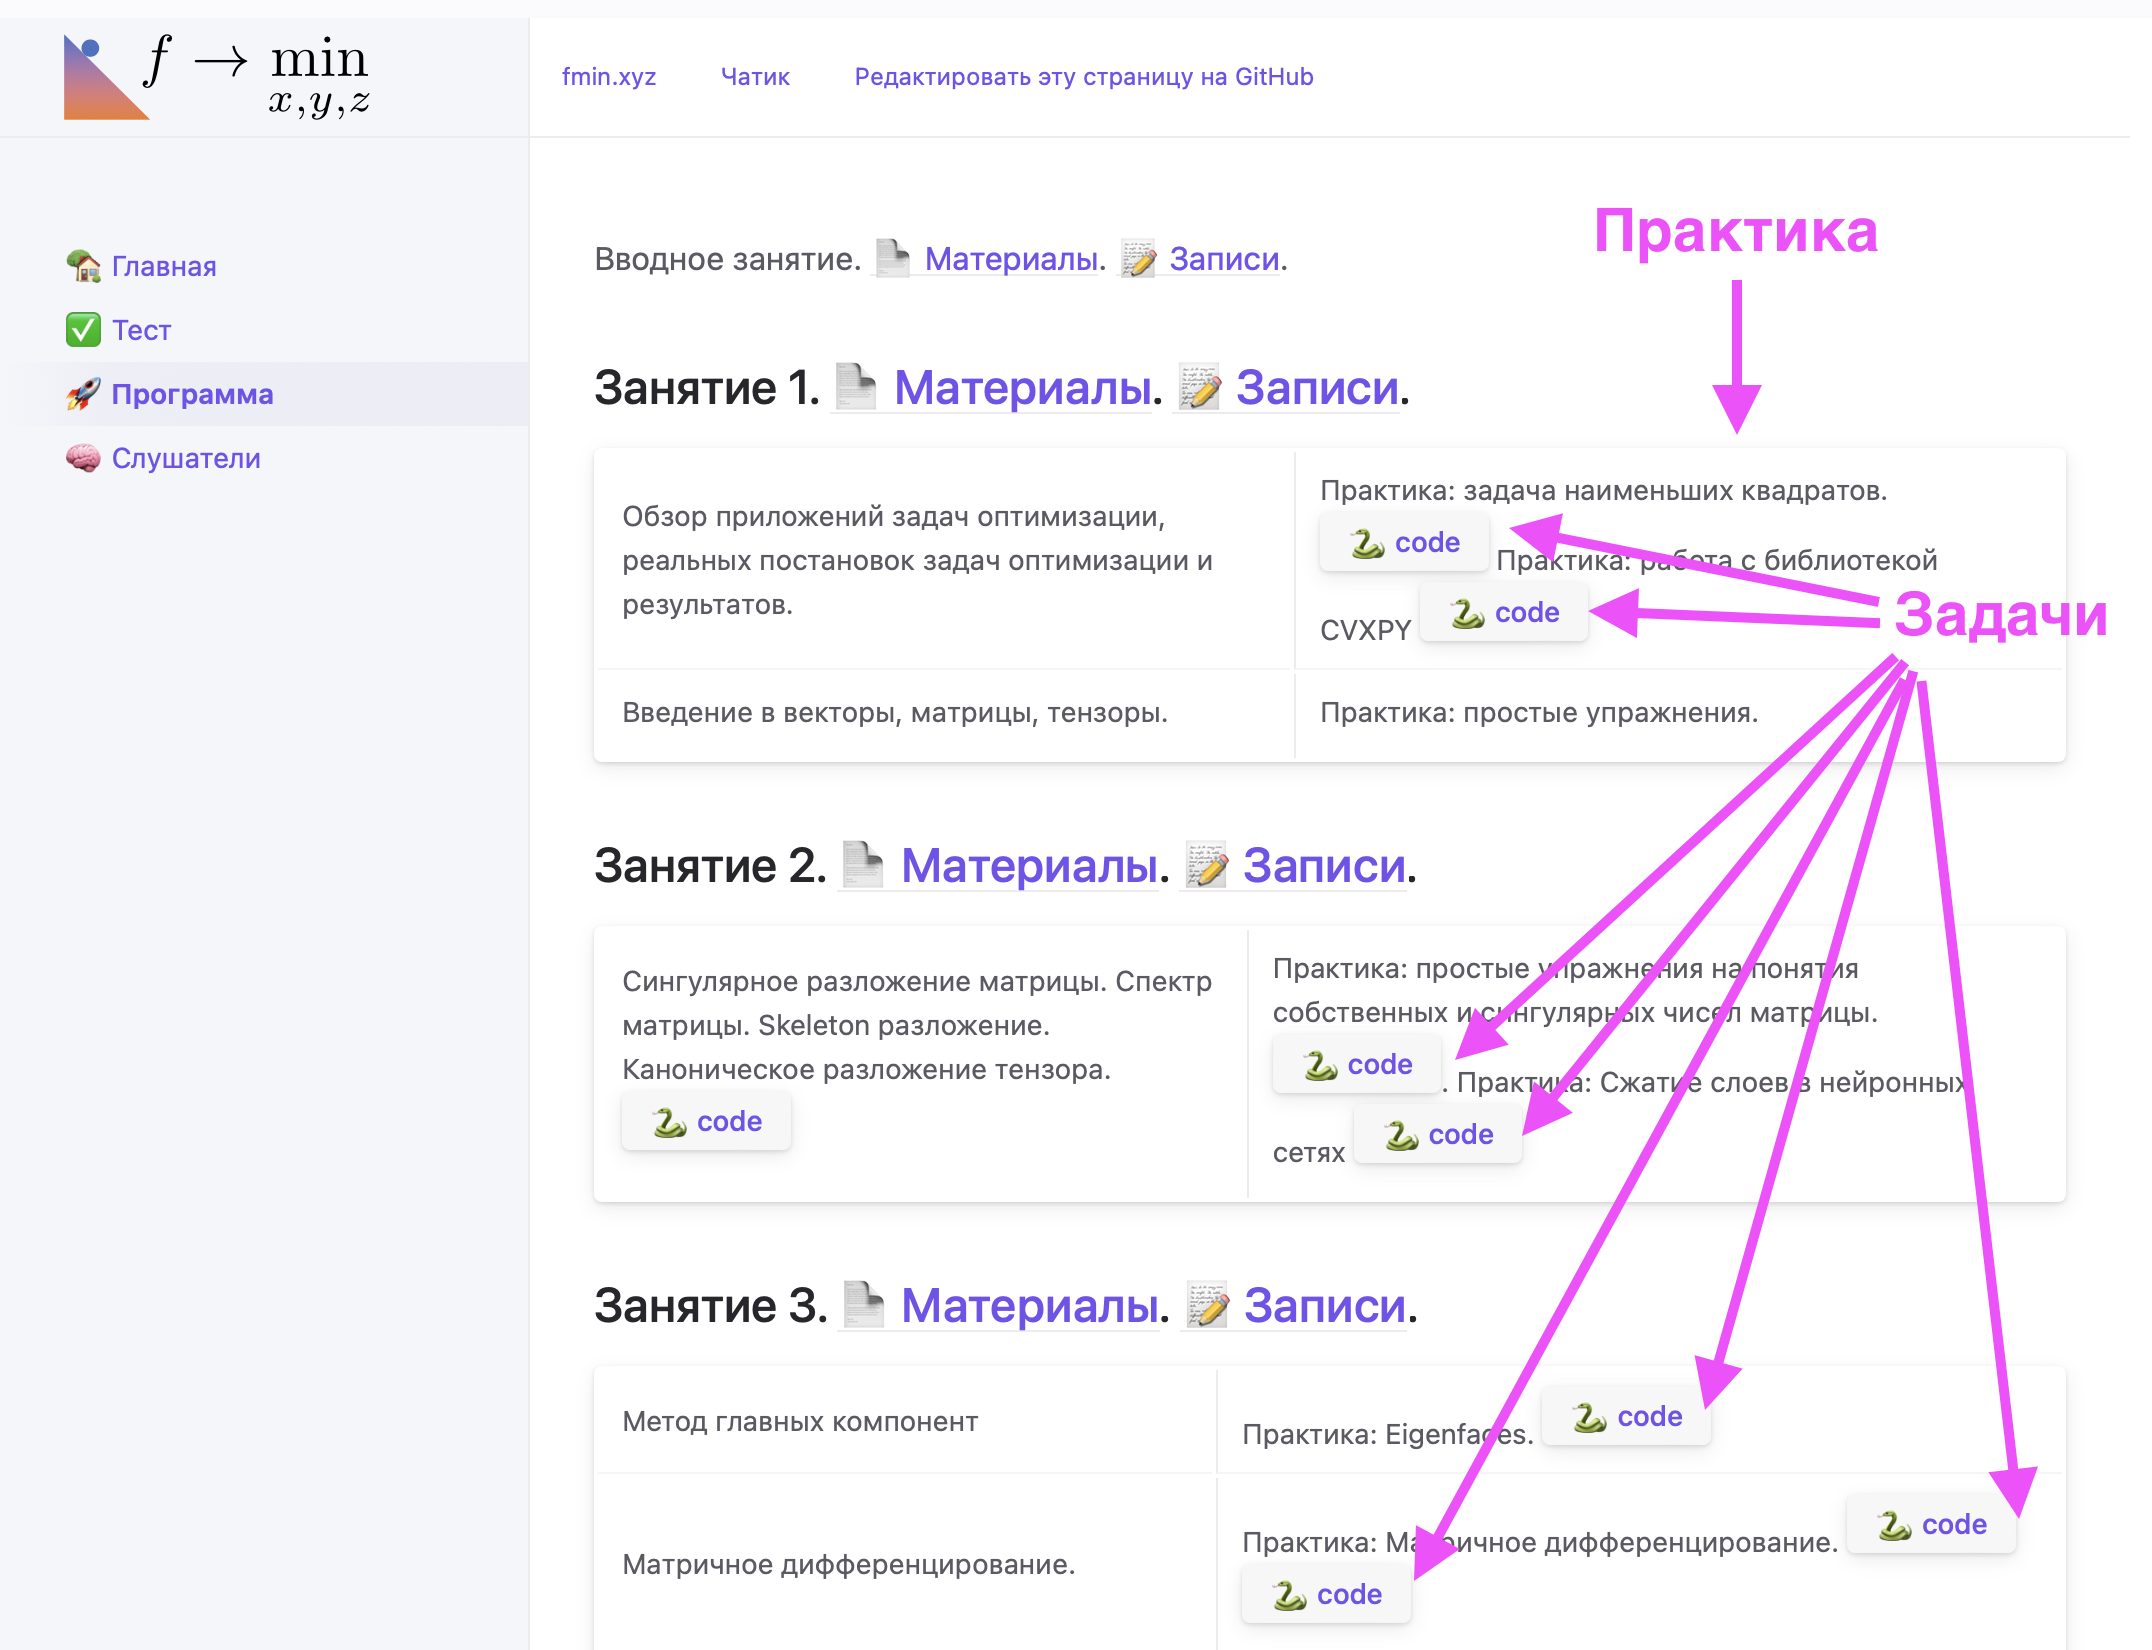 f → min
x,y,z
fmin.xyz Чатик Редактировать эту страницу на GitHub
Главная
Тест
Программа
Слушатели
Вводное занятие. Материалы. Записи.
Практика
Занятие 1. Материалы. Записи.
Обзор приложений задач оптимизации,
реальных постановок задач оптимизации и
результатов.
Практика: задача наименьших квадратов.
code Практика: работа с библиотекой
CVXPY code
Задачи
Введение в векторы, матрицы, тензоры.
Практика: простые упражнения.
Занятие 2. Материалы. Записи.
Сингулярное разложение матрицы. Спектр
матрицы. Skeleton разложение.
Каноническое разложение тензора.
code
Практика: простые упражнения на понятия
собственных и сингулярных чисел матрицы.
code . Практика: Сжатие слоев в нейронных
сетях code
Занятие 3. Материалы. Записи.
Метод главных компонент
Практика: Eigenfaces. code
Матричное дифференцирование.
Практика: Матричное дифференцирование. code
code